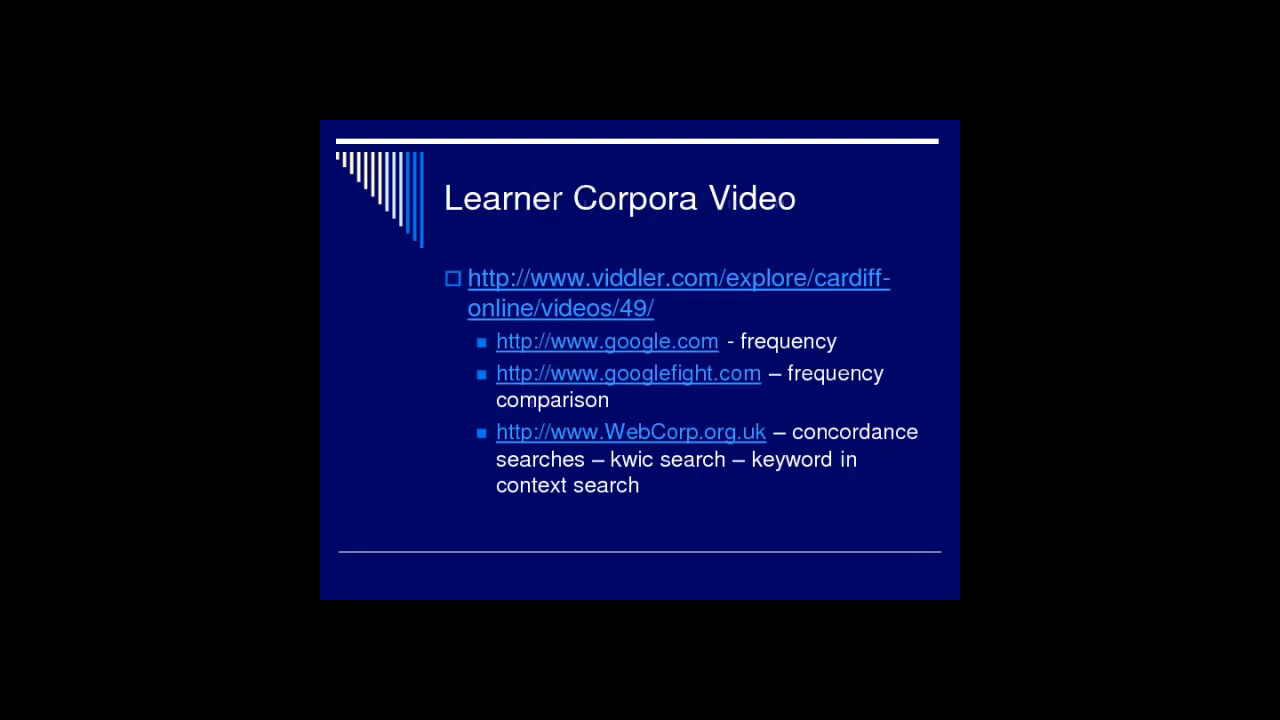 Learner Corpora Video
http://www.viddler.com/explore/cardiff-
online/videos/49/
http://www.google.com - frequency
http://www.googlefight.com – frequency
comparison
http://www.WebCorp.org.uk – concordance
searches – kwic search – keyword in
context search